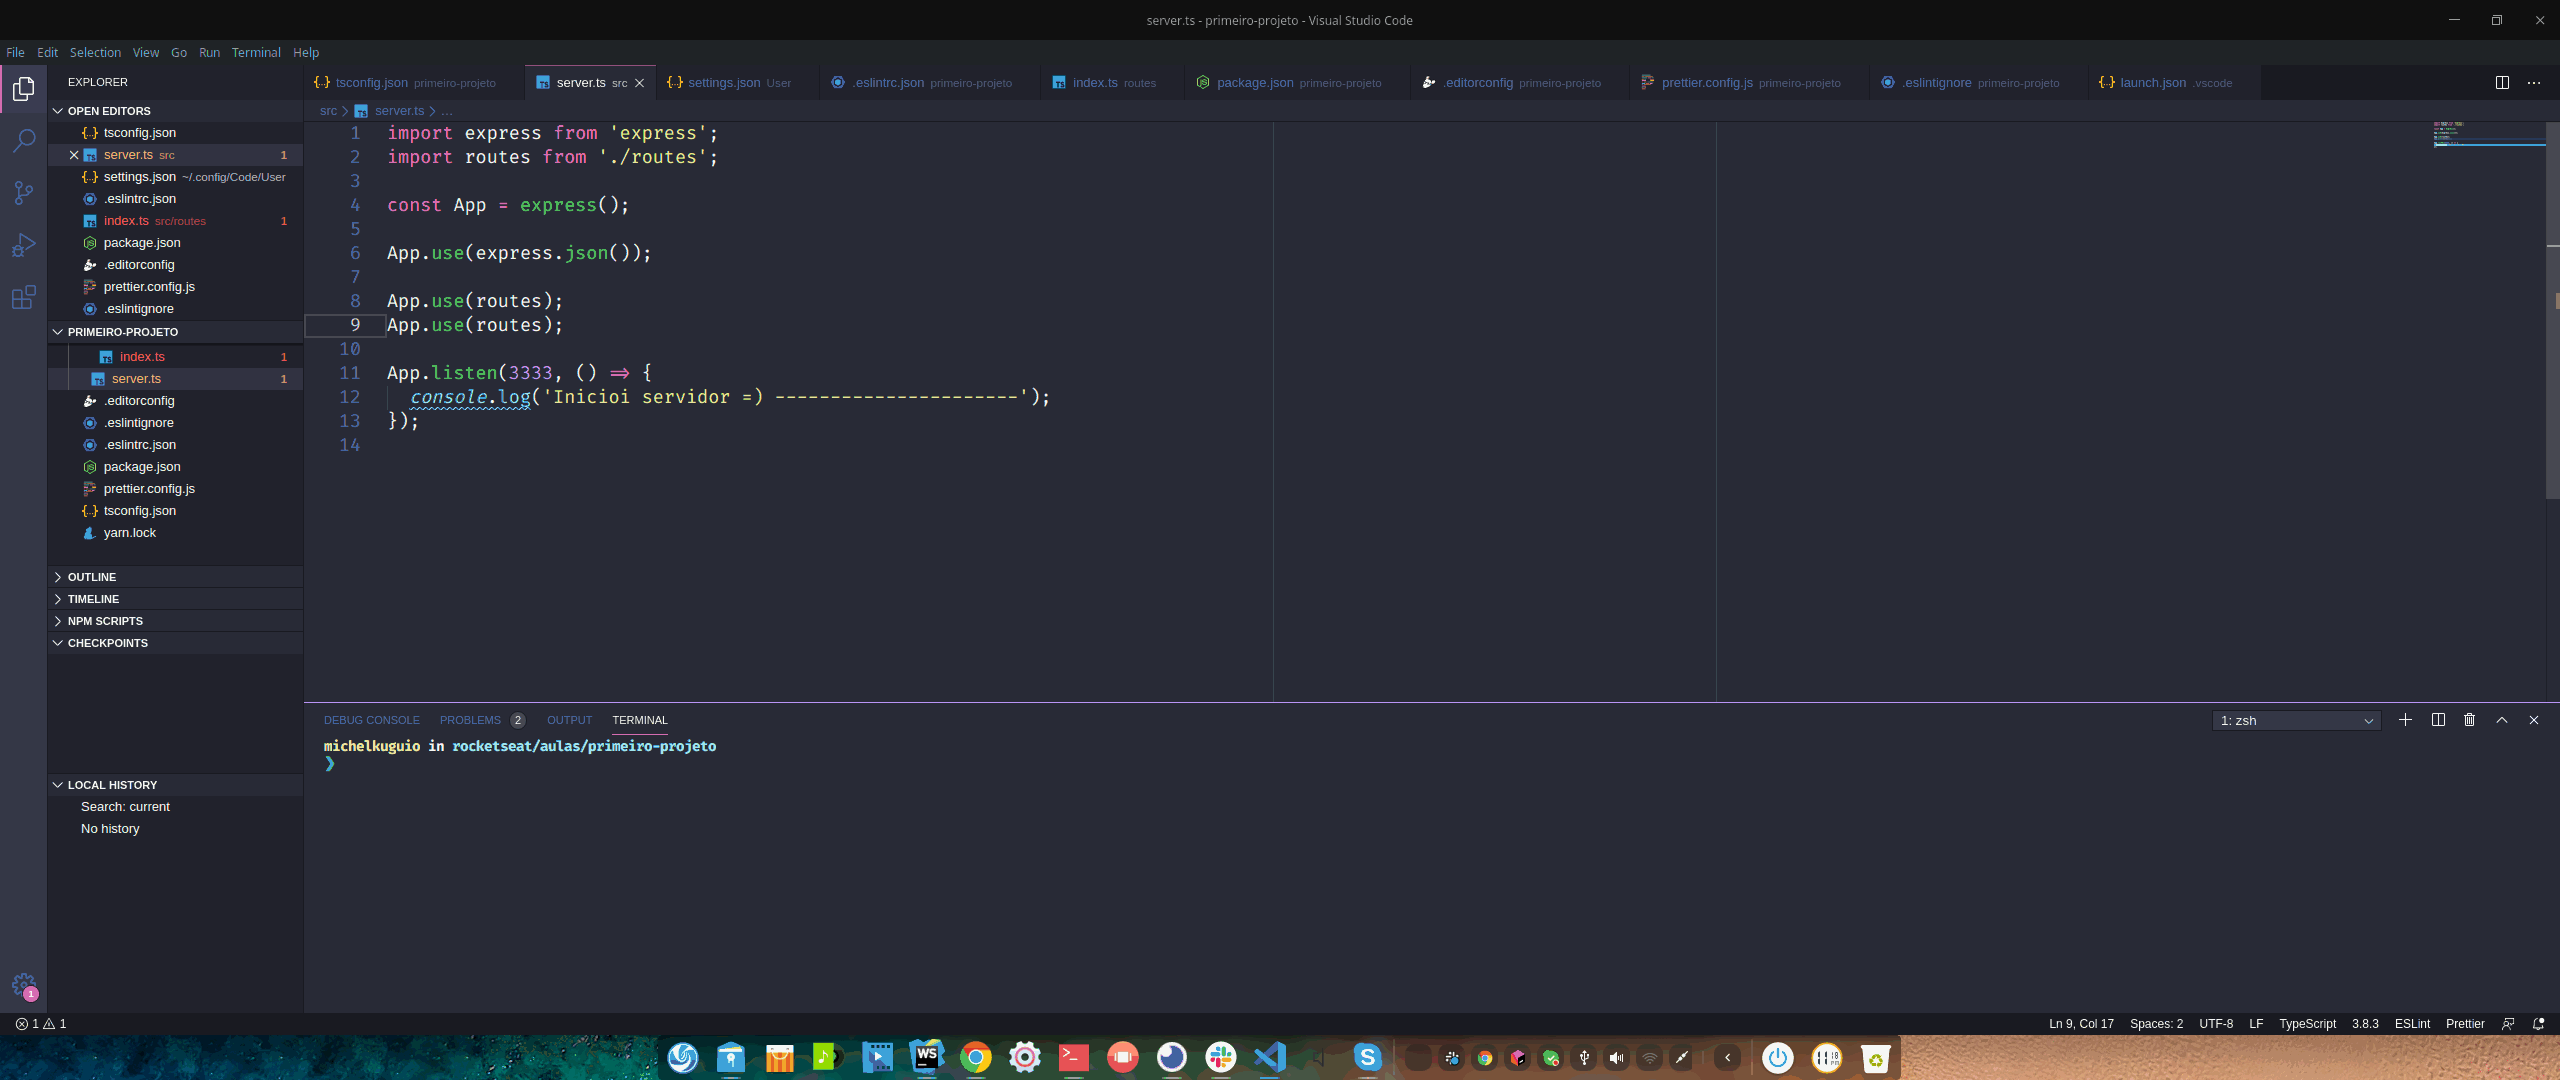 server.ts - primeiro-projeto - Visual Studio Code
File Edit Selection View Go Run Terminal Help
EXPLORER
OPEN EDITORS
tsconfig.json
server.ts src 1
settings.json ~/.config/Code/User
.eslintrc.json
index.ts src/routes 1
package.json
.editorconfig
prettier.config.js
.eslintignore
PRIMEIRO-PROJETO
index.ts 1
server.ts 1
.editorconfig
.eslintignore
.eslintrc.json
package.json
prettier.config.js
tsconfig.json
yarn.lock
OUTLINE
TIMELINE
NPM SCRIPTS
CHECKPOINTS
LOCAL HISTORY
Search: current
No history
1
tsconfig.json primeiro-projeto server.ts src settings.json User .eslintrc.json primeiro-projeto index.ts routes package.json primeiro-projeto .editorconfig primeiro-projeto prettier.config.js primeiro-projeto .eslintignore primeiro-projeto launch.json .vscode
src > server.ts > ...
1 import express from 'express';
2 import routes from './routes';
3
4 const App = express();
5
6 App.use(express.json());
7
8 App.use(routes);
9 App.use(routes);
10
11 App.listen(3333, () => {
12 console.log('Inicioi servidor =) ----------------------');
13 });
14
DEBUG CONSOLE PROBLEMS 2 OUTPUT TERMINAL 1: zsh
michelkuguio in rocketseat/aulas/primeiro-projeto
❯
1 1 Ln 9, Col 17 Spaces: 2 UTF-8 LF TypeScript 3.8.3 ESLint Prettier
WS